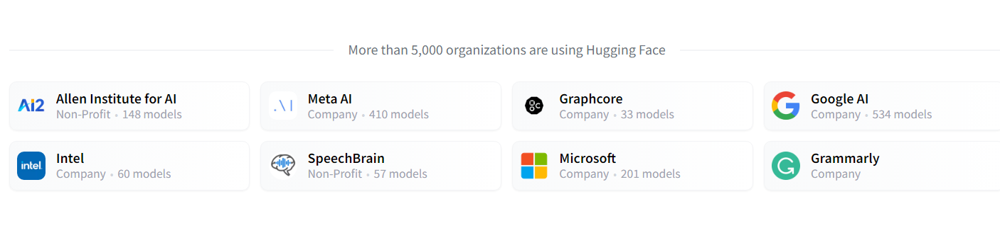 More than 5,000 organizations are using Hugging Face
Ai2
Allen Institute for AI
Non-Profit • 148 models
.\ I
Meta AI
Company • 410 models
gc
Graphcore
Company • 33 models
G
Google AI
Company • 534 models
intel
Intel
Company • 60 models
SpeechBrain
Non-Profit • 57 models
Microsoft
Company • 201 models
G
Grammarly
Company